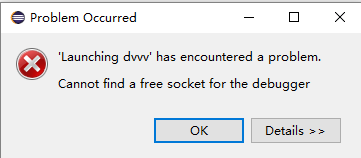 Problem Occurred
'Launching dvvv' has encountered a problem.
Cannot find a free socket for the debugger
OK
Details >>